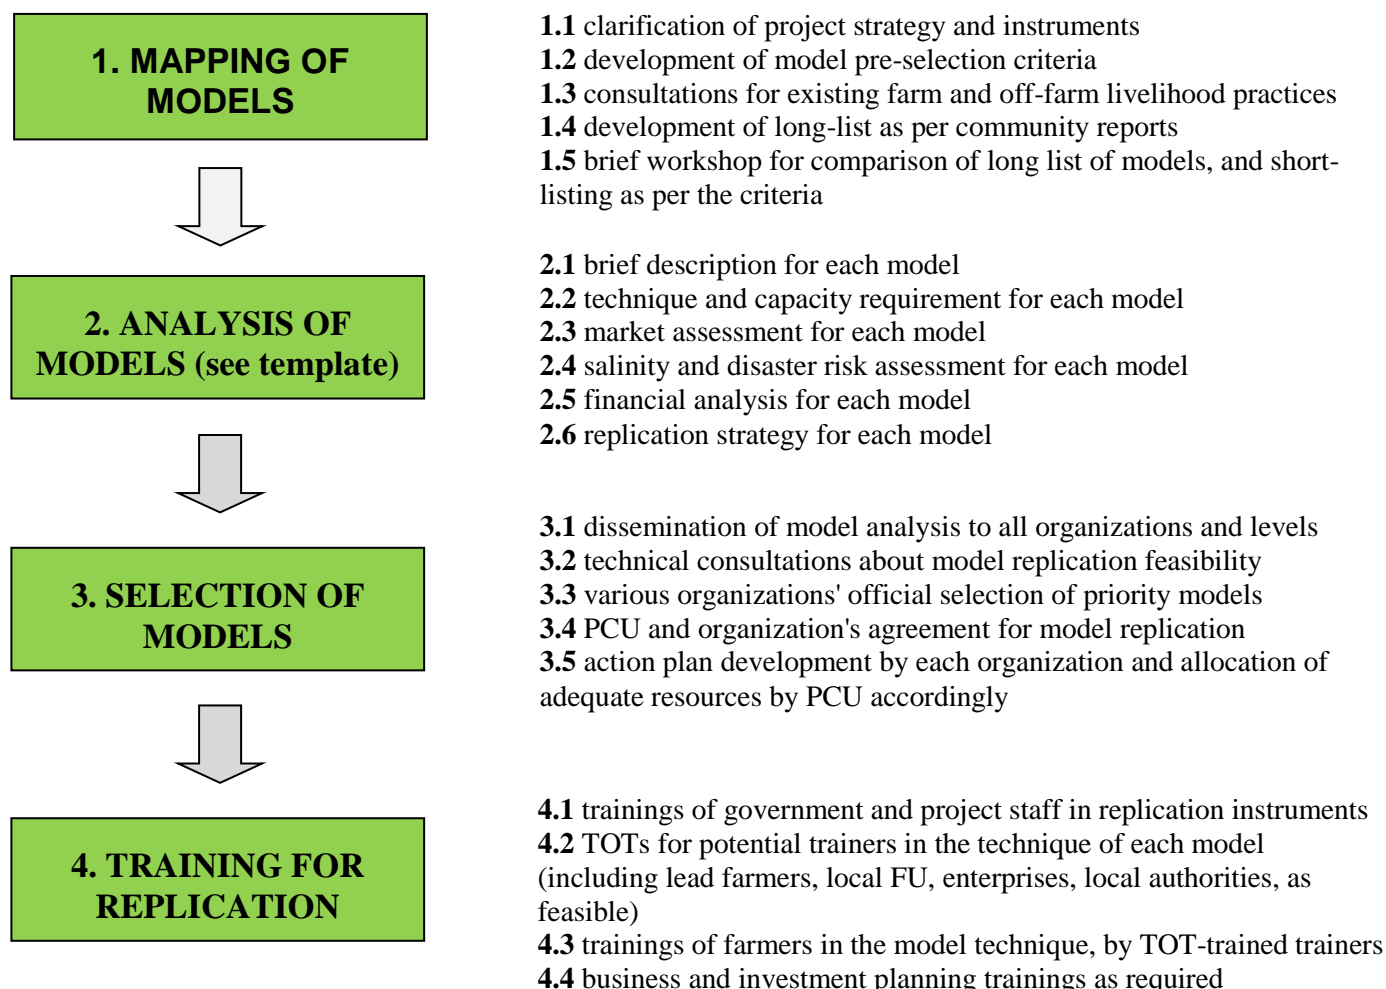 1. MAPPING OF
MODELS
1.1 clarification of project strategy and instruments
1.2 development of model pre-selection criteria
1.3 consultations for existing farm and off-farm livelihood practices
1.4 development of long-list as per community reports
1.5 brief workshop for comparison of long list of models, and short-
listing as per the criteria
2. ANALYSIS OF
MODELS (see template)
2.1 brief description for each model
2.2 technique and capacity requirement for each model
2.3 market assessment for each model
2.4 salinity and disaster risk assessment for each model
2.5 financial analysis for each model
2.6 replication strategy for each model
3. SELECTION OF
MODELS
3.1 dissemination of model analysis to all organizations and levels
3.2 technical consultations about model replication feasibility
3.3 various organizations' official selection of priority models
3.4 PCU and organization's agreement for model replication
3.5 action plan development by each organization and allocation of
adequate resources by PCU accordingly
4. TRAINING FOR
REPLICATION
4.1 trainings of government and project staff in replication instruments
4.2 TOTs for potential trainers in the technique of each model
(including lead farmers, local FU, enterprises, local authorities, as
feasible)
4.3 trainings of farmers in the model technique, by TOT-trained trainers
4.4 business and investment planning trainings as required